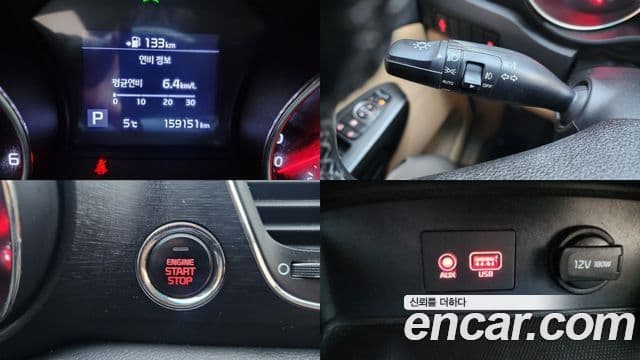 133km
연비 정보
평균연비 6.4km/L
0 10 20 30
P 5℃ 159151km
6
AUTO
OFF
ENGINE
START
STOP
AUX USB
12V 180W
신뢰를 더하다
encar.com